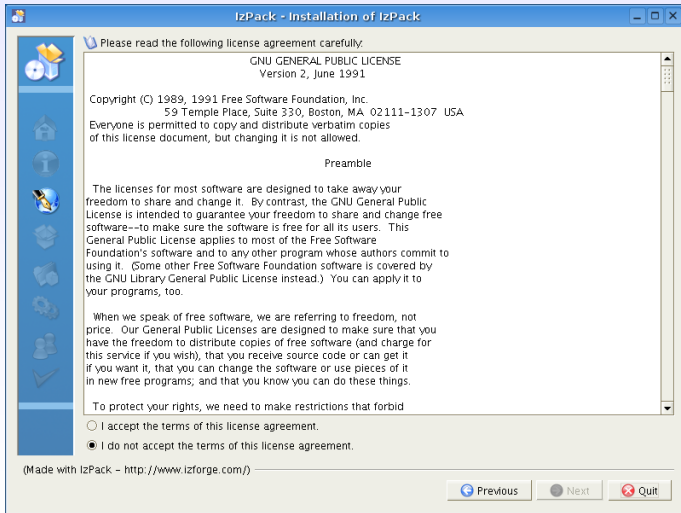 IzPack - Installation of IzPack
Please read the following license agreement carefully:
GNU GENERAL PUBLIC LICENSE
Version 2, June 1991
Copyright (C) 1989, 1991 Free Software Foundation, Inc.
59 Temple Place, Suite 330, Boston, MA 02111-1307 USA
Everyone is permitted to copy and distribute verbatim copies
of this license document, but changing it is not allowed.
Preamble
The licenses for most software are designed to take away your
freedom to share and change it. By contrast, the GNU General Public
License is intended to guarantee your freedom to share and change free
software--to make sure the software is free for all its users. This
General Public License applies to most of the Free Software
Foundation's software and to any other program whose authors commit to
using it. (Some other Free Software Foundation software is covered by
the GNU Library General Public License instead.) You can apply it to
your programs, too.
When we speak of free software, we are referring to freedom, not
price. Our General Public Licenses are designed to make sure that you
have the freedom to distribute copies of free software (and charge for
this service if you wish), that you receive source code or can get it
if you want it, that you can change the software or use pieces of it
in new free programs; and that you know you can do these things.
To protect your rights, we need to make restrictions that forbid
I accept the terms of this license agreement.
I do not accept the terms of this license agreement.
(Made with IzPack - http://www.izforge.com/)
Previous
Next
Quit